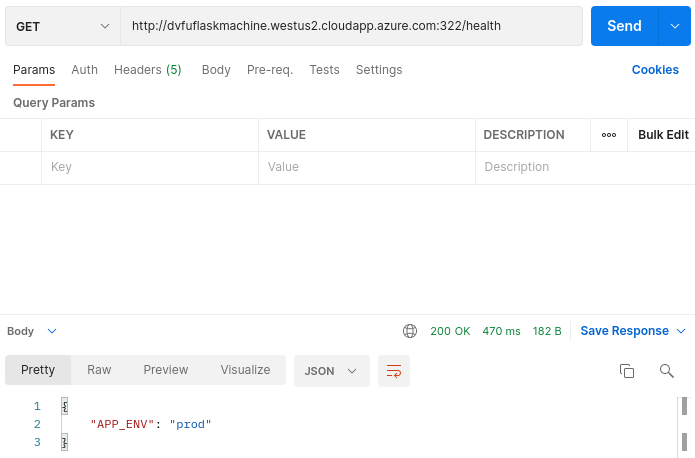 GET http://dvfuflaskmachine.westus2.cloudapp.azure.com:322/health Send
Params Auth Headers (5) Body Pre-req. Tests Settings Cookies
Query Params
KEY VALUE DESCRIPTION ooo Bulk Edit
Key Value Description
Body 200 OK 470 ms 182 B Save Response
Pretty Raw Preview Visualize JSON
1 {
2 "APP_ENV": "prod"
3 }